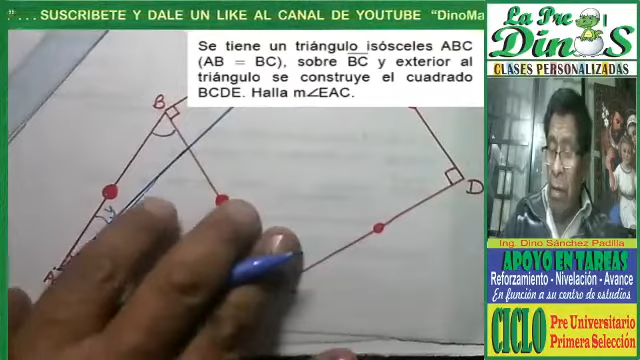 "... SUSCRIBETE Y DALE UN LIKE AL CANAL DE YOUTUBE "DinoMa
La Pre
DinoS
CLASES PERSONALIZADAS
Se tiene un triángulo isósceles ABC
(AB = BC), sobre BC y exterior al
triángulo se construye el cuadrado
BCDE. Halla m∠EAC.
B
D
y
Ing. Dino Sánchez Padilla
APOYO EN TAREAS
Reforzamiento - Nivelación - Avance
En función a su centro de estudios
CICLO Pre Universitario
Primera Selección